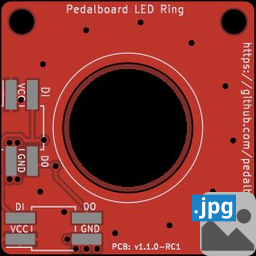 Pedalboard LED Ring
https://github.com/pedalb
VCC DI
GND DO
DI DO
VCC GND
PCB: v1.1.0-RC1
.jpg